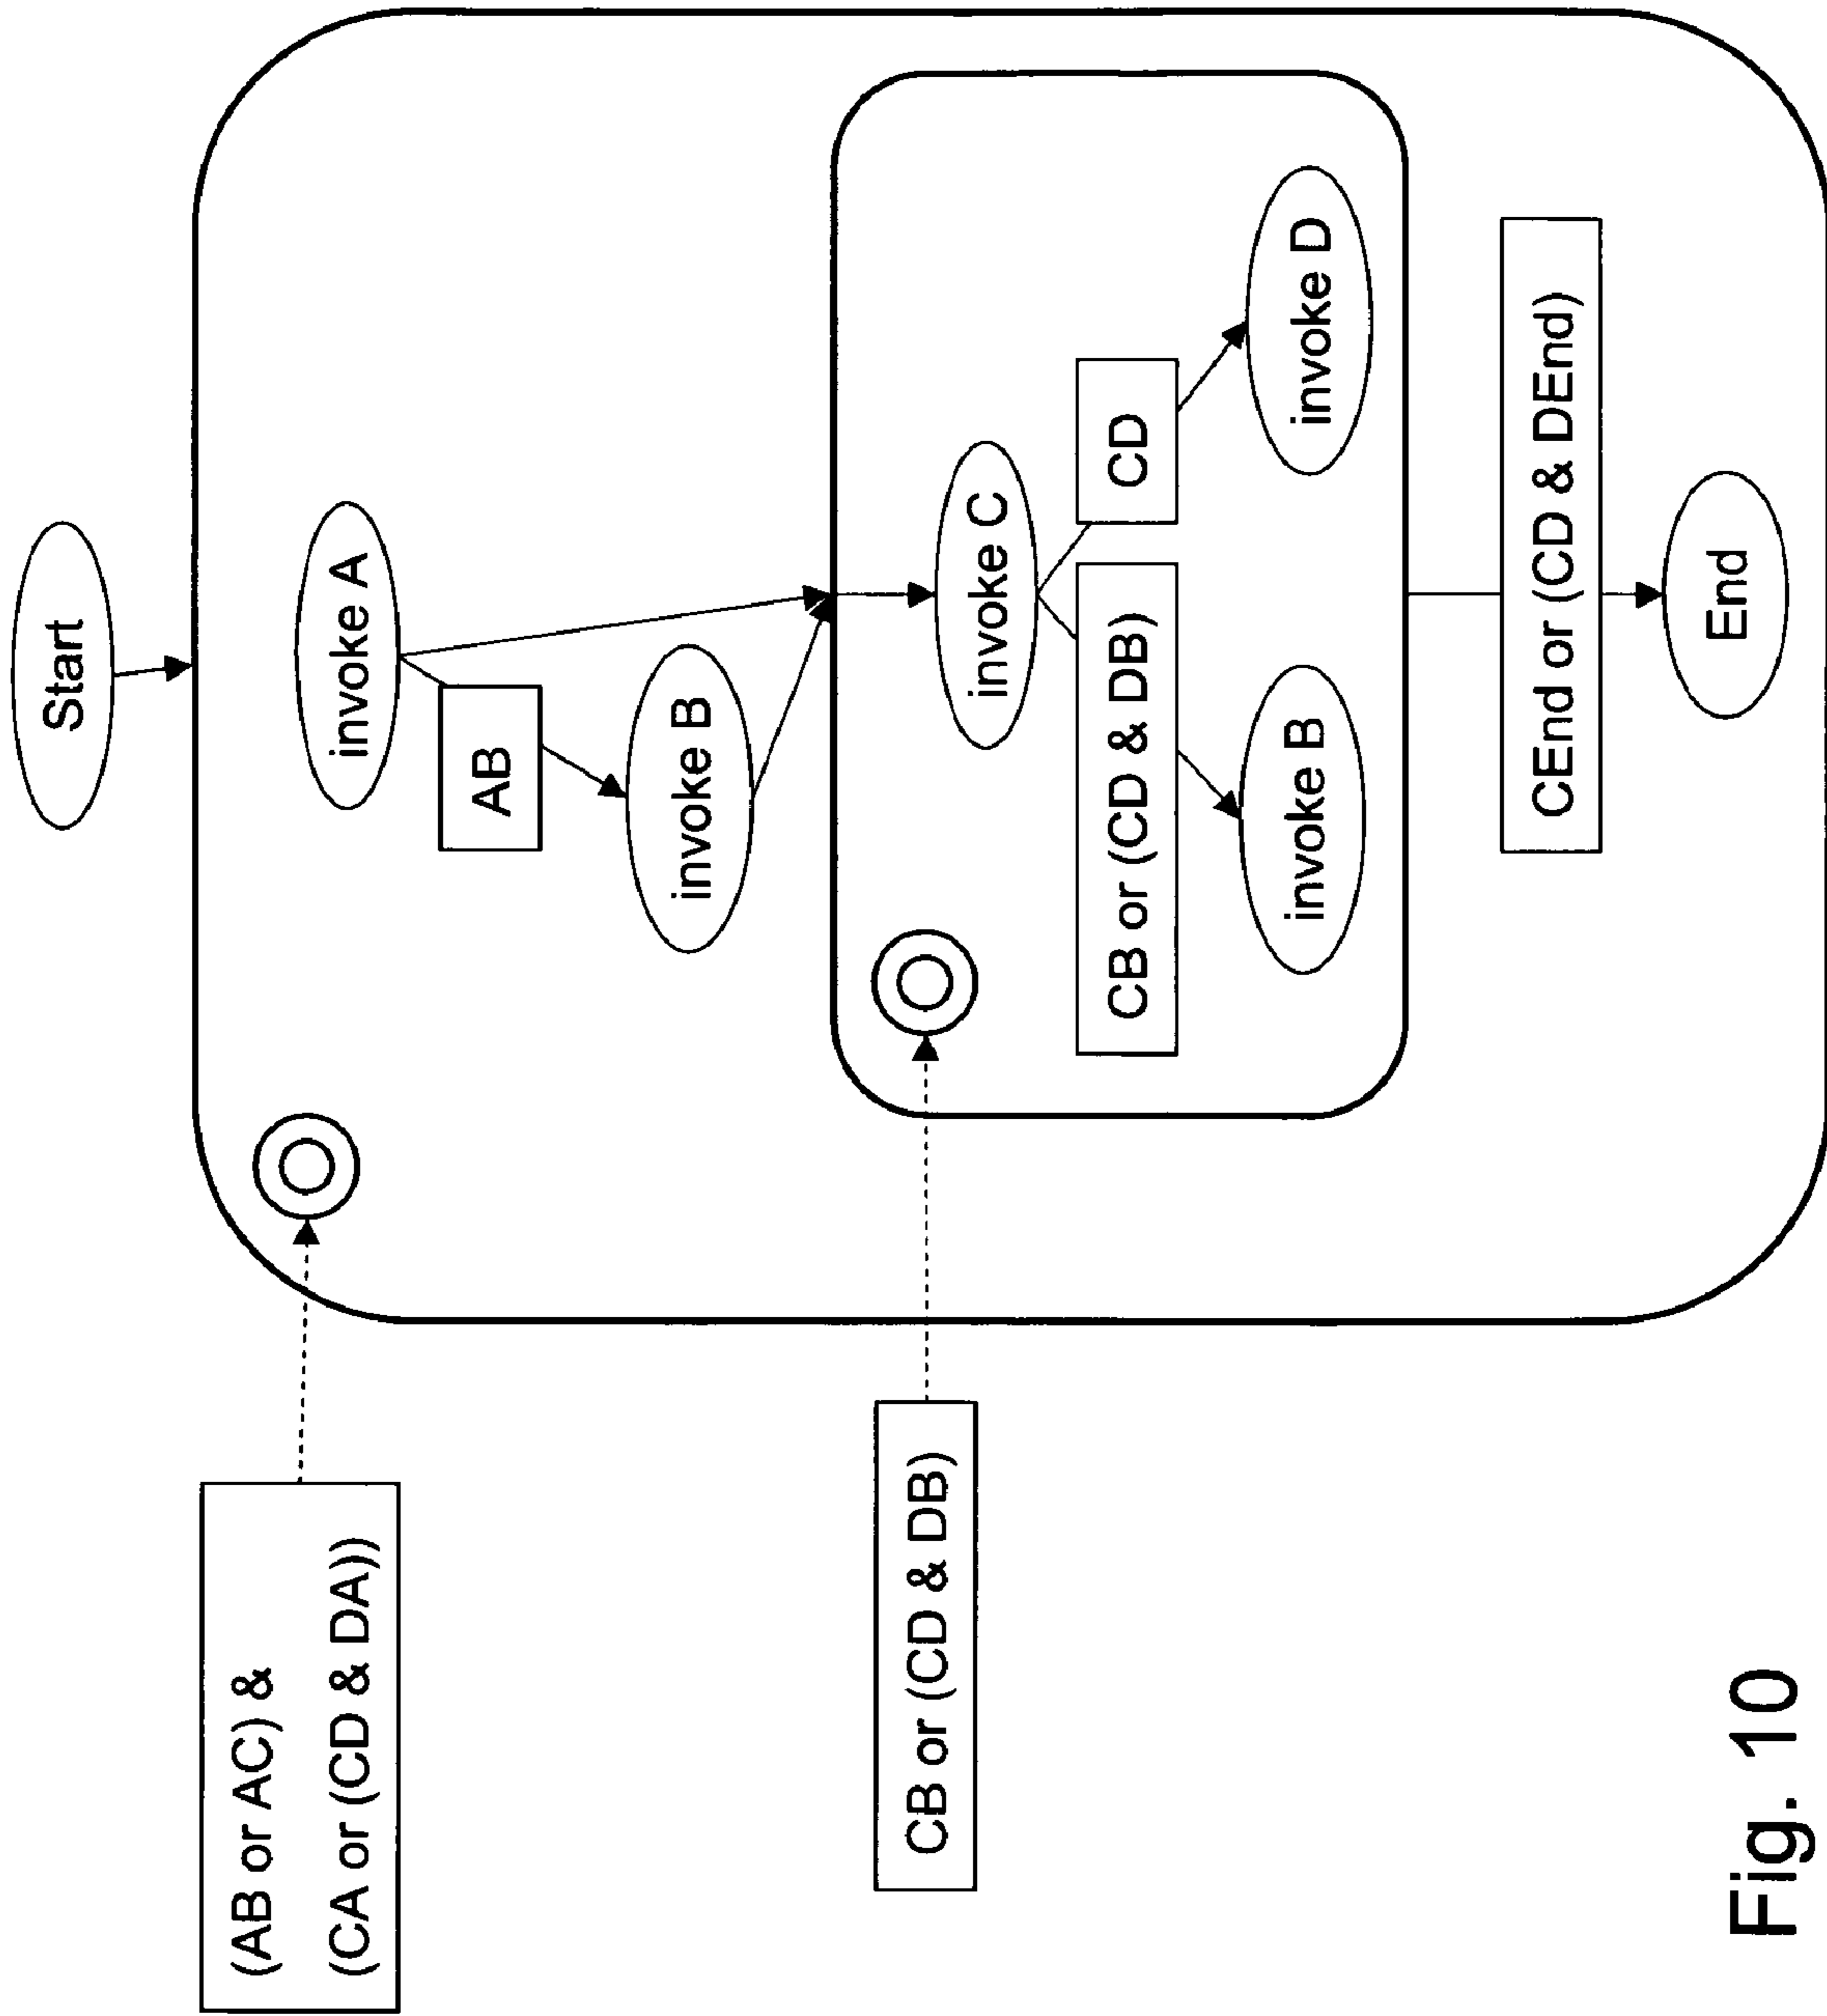 Start
(AB or AC) &
(CA or (CD & DA))
invoke A
AB
invoke B
CB or (CD & DB)
invoke C
CB or (CD & DB)
CD
invoke B
invoke D
CEnd or (CD & DEnd)
End
Fig. 10